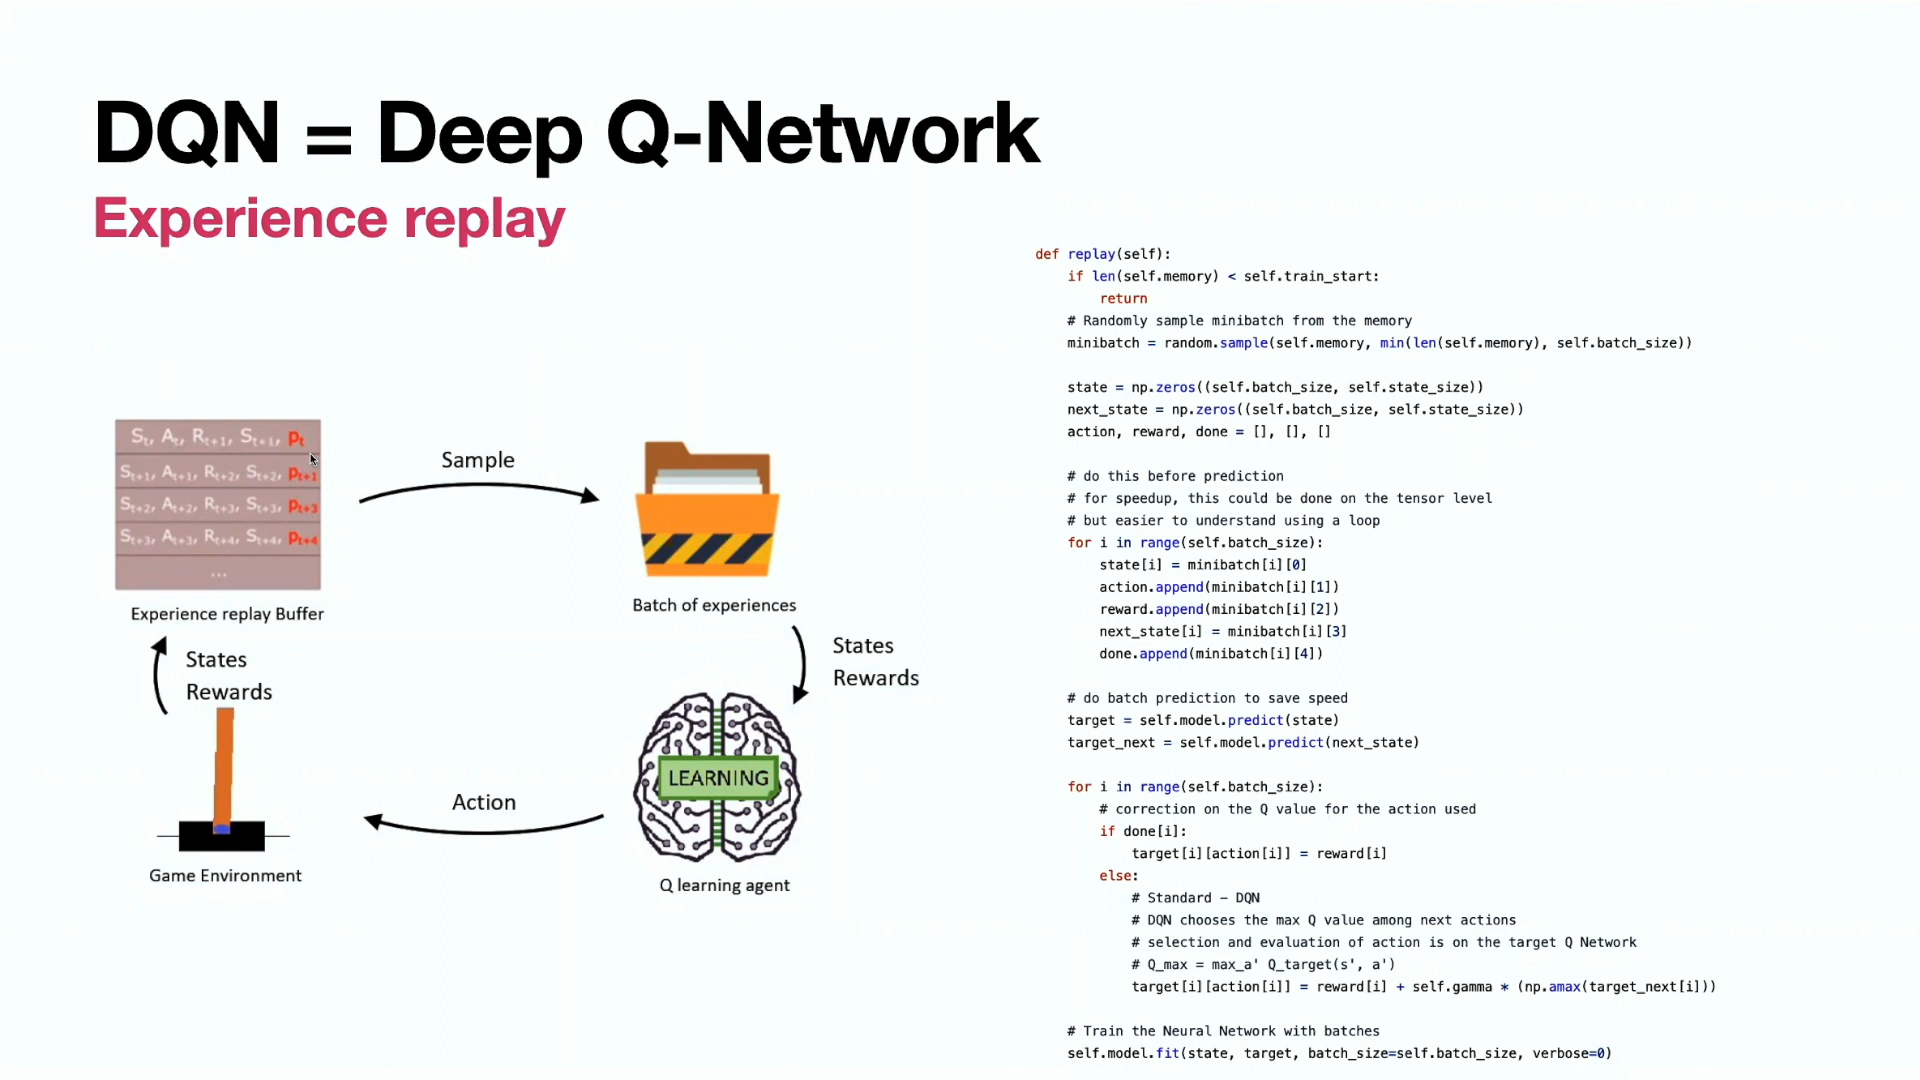 DQN = Deep Q-Network
Experience replay
S_t, A_t, R_t+1, S_t+1, p_t
S_t+1, A_t+1, R_t+2, S_t+2, p_t+1
S_t+2, A_t+2, R_t+3, S_t+3, p_t+3
S_t+3, A_t+3, R_t+4, S_t+4, p_t+4
...
Experience replay Buffer
Sample
Batch of experiences
States
Rewards
States
Rewards
LEARNING
Action
Game Environment
Q learning agent
def replay(self):
    if len(self.memory) < self.train_start:
        return
    # Randomly sample minibatch from the memory
    minibatch = random.sample(self.memory, min(len(self.memory), self.batch_size))
    state = np.zeros((self.batch_size, self.state_size))
    next_state = np.zeros((self.batch_size, self.state_size))
    action, reward, done = [], [], []
    # do this before prediction
    # for speedup, this could be done on the tensor level
    # but easier to understand using a loop
    for i in range(self.batch_size):
        state[i] = minibatch[i][0]
        action.append(minibatch[i][1])
        reward.append(minibatch[i][2])
        next_state[i] = minibatch[i][3]
        done.append(minibatch[i][4])
    # do batch prediction to save speed
    target = self.model.predict(state)
    target_next = self.model.predict(next_state)
    for i in range(self.batch_size):
        # correction on the Q value for the action used
        if done[i]:
            target[i][action[i]] = reward[i]
        else:
            # Standard - DQN
            # DQN chooses the max Q value among next actions
            # selection and evaluation of action is on the target Q Network
            # Q_max = max_a' Q_target(s', a')
            target[i][action[i]] = reward[i] + self.gamma * (np.amax(target_next[i]))
    # Train the Neural Network with batches
    self.model.fit(state, target, batch_size=self.batch_size, verbose=0)